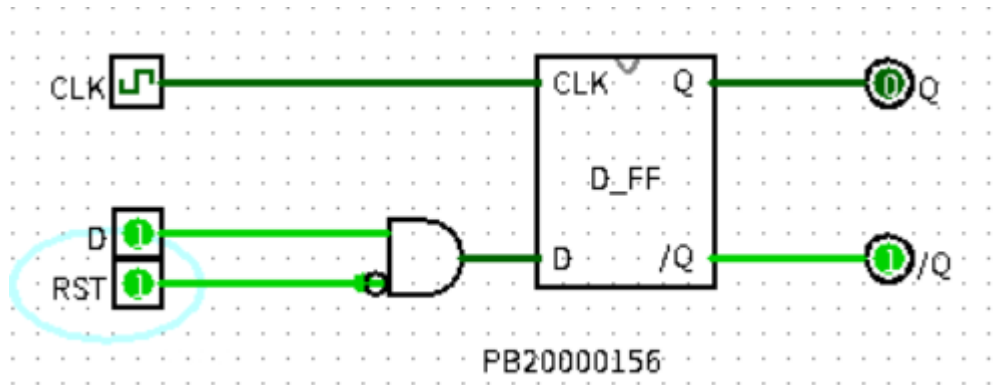 CLK
CLK Q
0 Q
D_FF
D 1
RST 1
D /Q
1 /Q
PB20000156